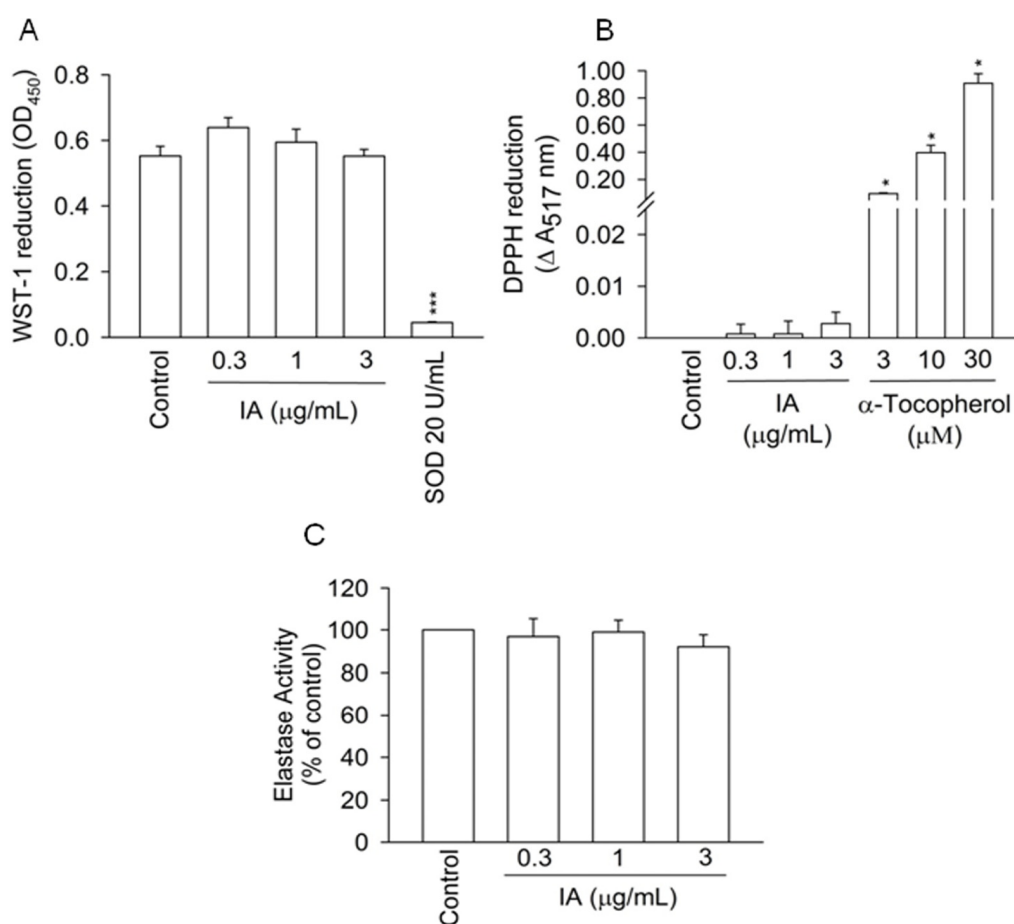 A
WST-1 reduction (OD450)
0.8
0.6
0.4
0.2
0.0
Control
0.3 1 3
IA (μg/mL)
SOD 20 U/mL
***
B
DPPH reduction
(Δ A517 nm)
1.00
0.80
0.60
0.40
0.20
0.02
0.01
0.00
* * *
Control
0.3 1 3 3 10 30
IA
(μg/mL)
α-Tocopherol
(μM)
C
Elastase Activity
(% of control)
120
100
80
60
40
20
0
Control
0.3 1 3
IA (μg/mL)